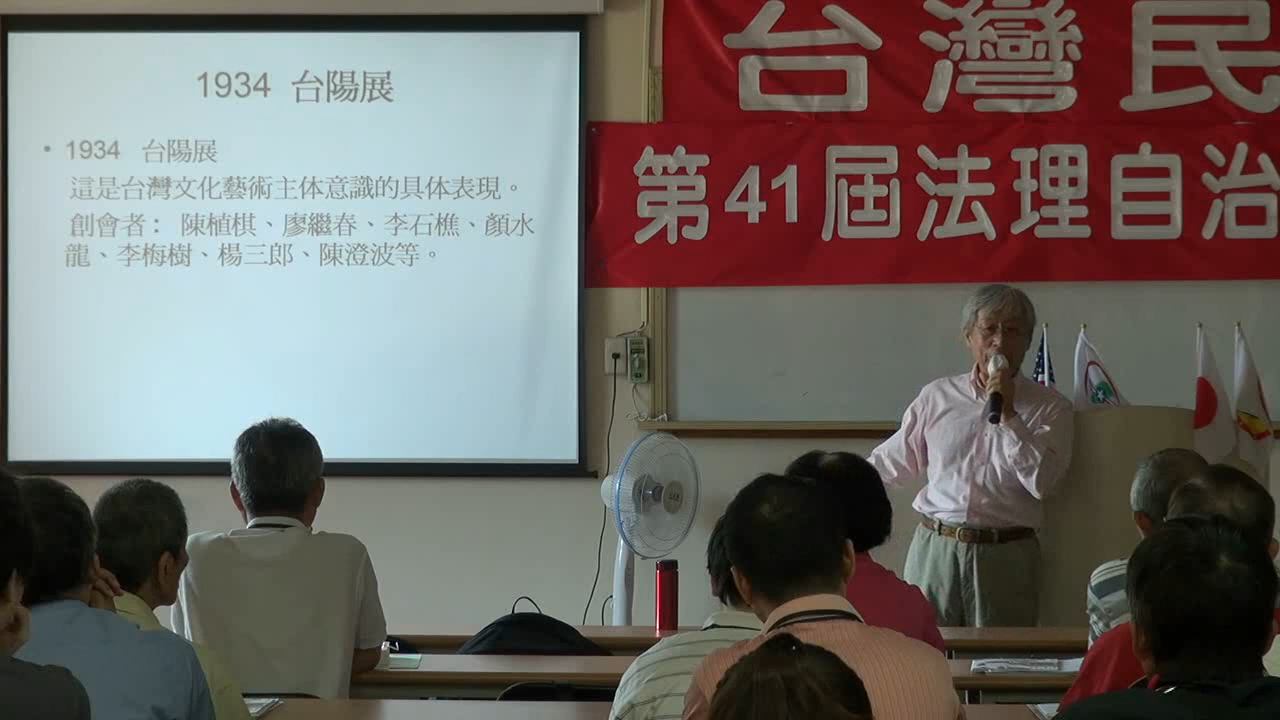 1934 台陽展
• 1934 台陽展
這是台灣文化藝術主体意識的具体表現。
創會者： 陳植棋、廖繼春、李石樵、顏水
龍、李梅樹、楊三郎、陳澄波等。
台灣民
第41屆法理自治